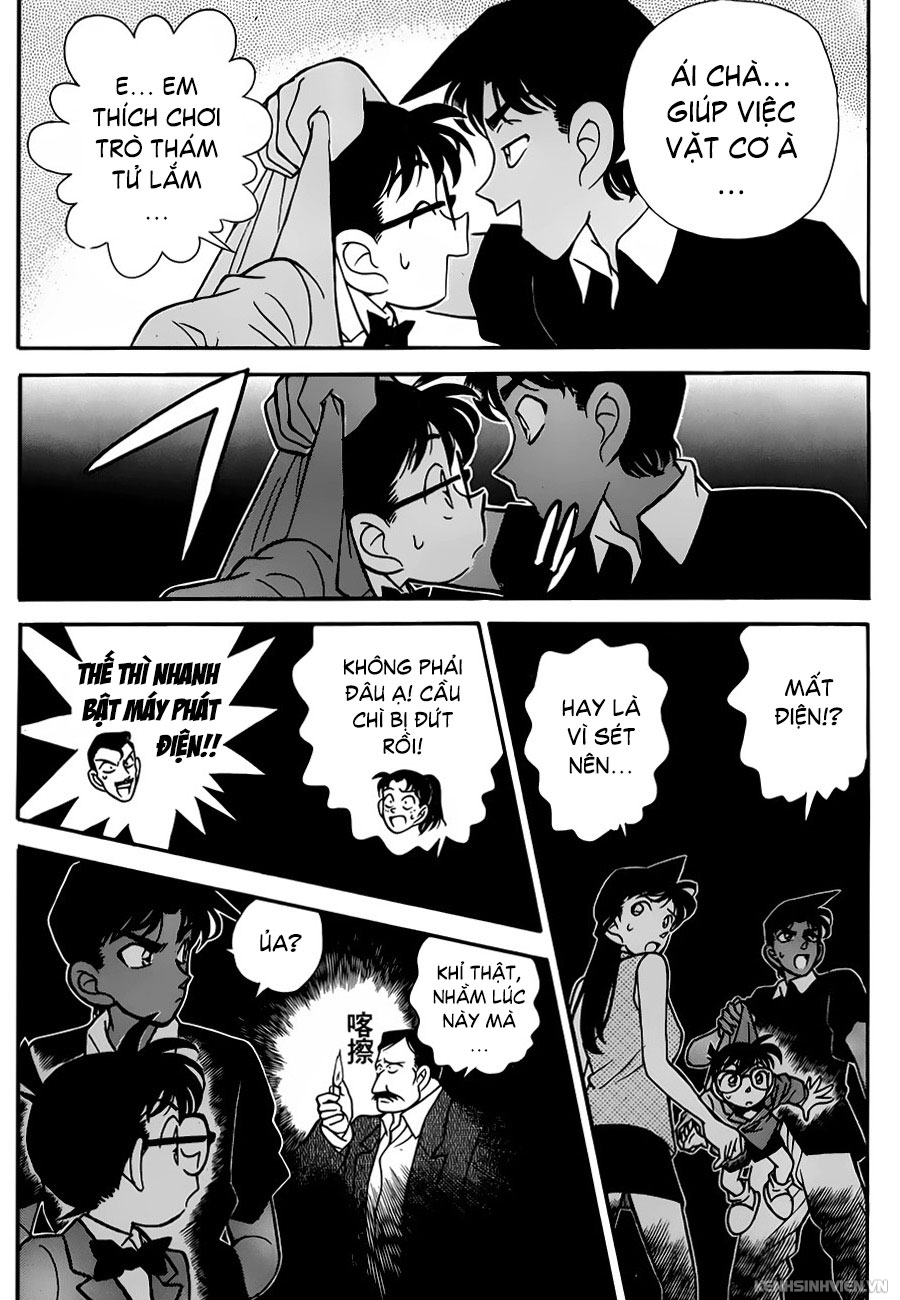 ÁI CHÀ...
GIÚP VIỆC
VẶT CƠ À
...
E... EM
THÍCH CHƠI
TRÒ THÁM
TỬ LẮM
...
MẤT
ĐIỆN!?
HAY LÀ
VÌ SÉT
NÊN...
KHÔNG PHẢI
ĐÂU Ạ! CẦU
CHÌ BỊ ĐỨT
RỒI!
THẾ THÌ NHANH
BẬT MÁY PHÁT
ĐIỆN!!
KHỈ THẬT,
NHẰM LÚC
NÀY MÀ
...
喀擦
ỦA?
KENHSINHVIEN.VN